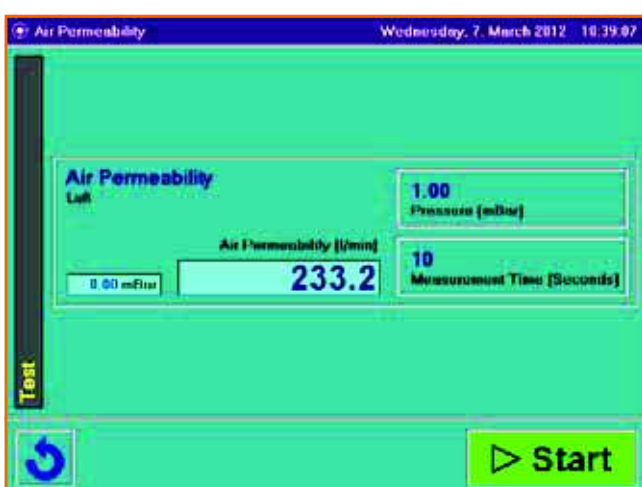 Air Permeability
Wednesday, 7. March 2012 10:39:07
Air Permeability
Luft
1.00
Pressure [mBar]
Air Permeability [l/min]
233.2
0.00 mBar
10
Measurement Time [Seconds]
Test
Start